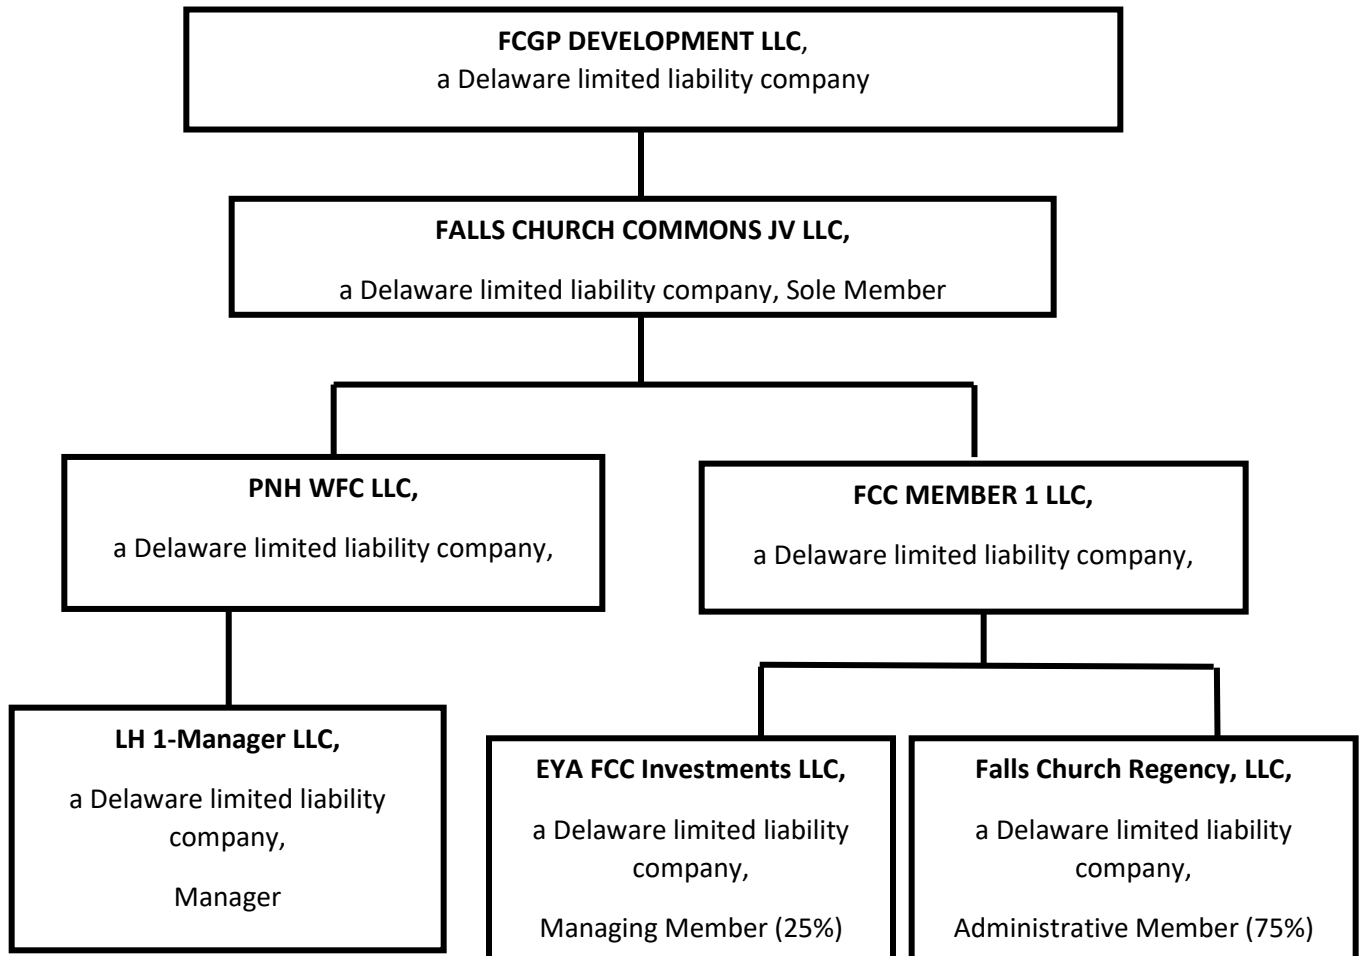 FCGP DEVELOPMENT LLC,
a Delaware limited liability company
FALLS CHURCH COMMONS JV LLC,
a Delaware limited liability company, Sole Member
PNH WFC LLC,
a Delaware limited liability company,
FCC MEMBER 1 LLC,
a Delaware limited liability company,
LH 1-Manager LLC,
a Delaware limited liability
company,
Manager
EYA FCC Investments LLC,
a Delaware limited liability
company,
Managing Member (25%)
Falls Church Regency, LLC,
a Delaware limited liability
company,
Administrative Member (75%)